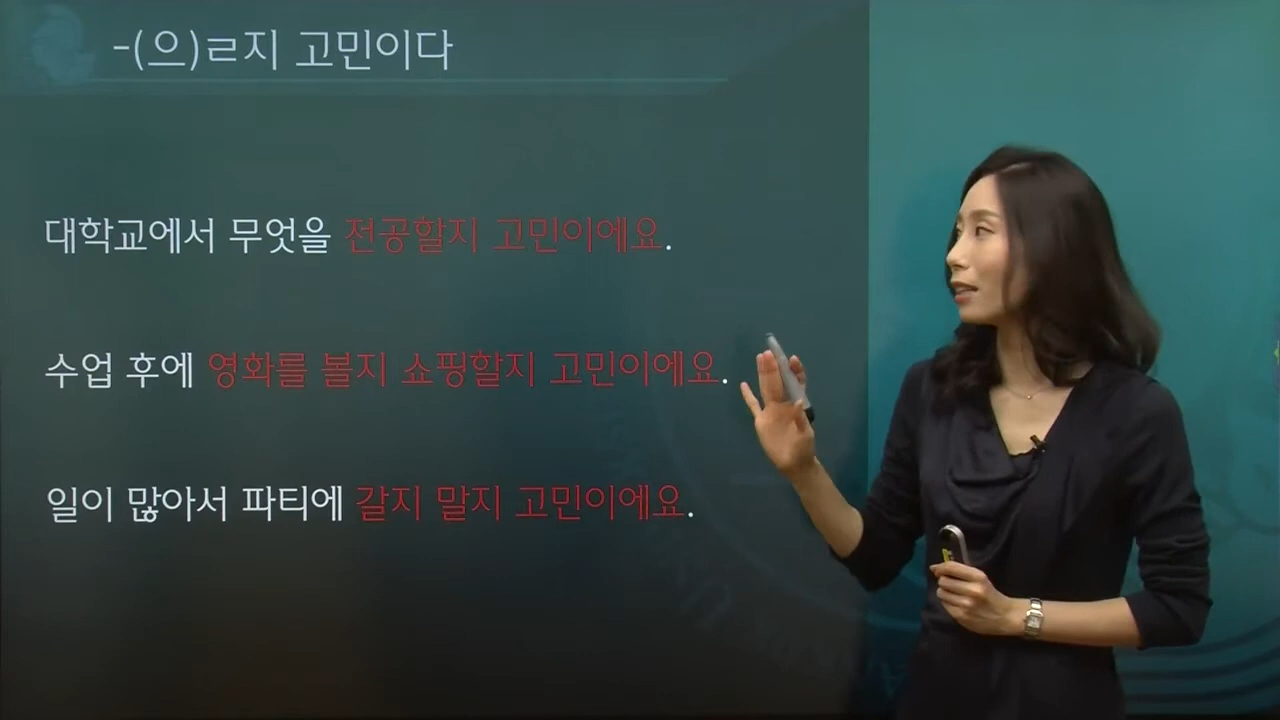 -(으)ㄹ지 고민이다
대학교에서 무엇을 전공할지 고민이에요.
수업 후에 영화를 볼지 쇼핑할지 고민이에요.
일이 많아서 파티에 갈지 말지 고민이에요.